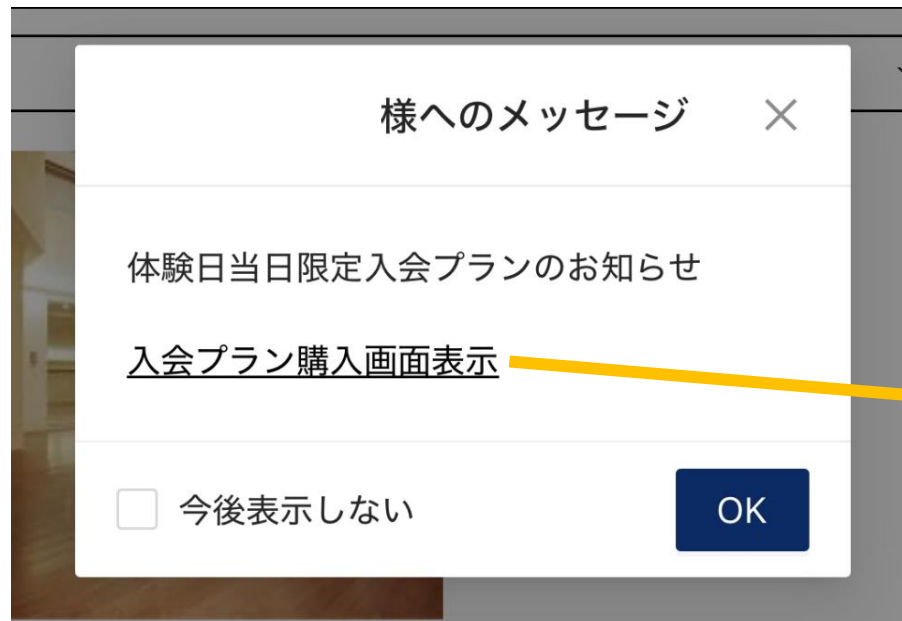 様へのメッセージ
体験日当日限定入会プランのお知らせ
入会プラン購入画面表示
今後表示しない
OK